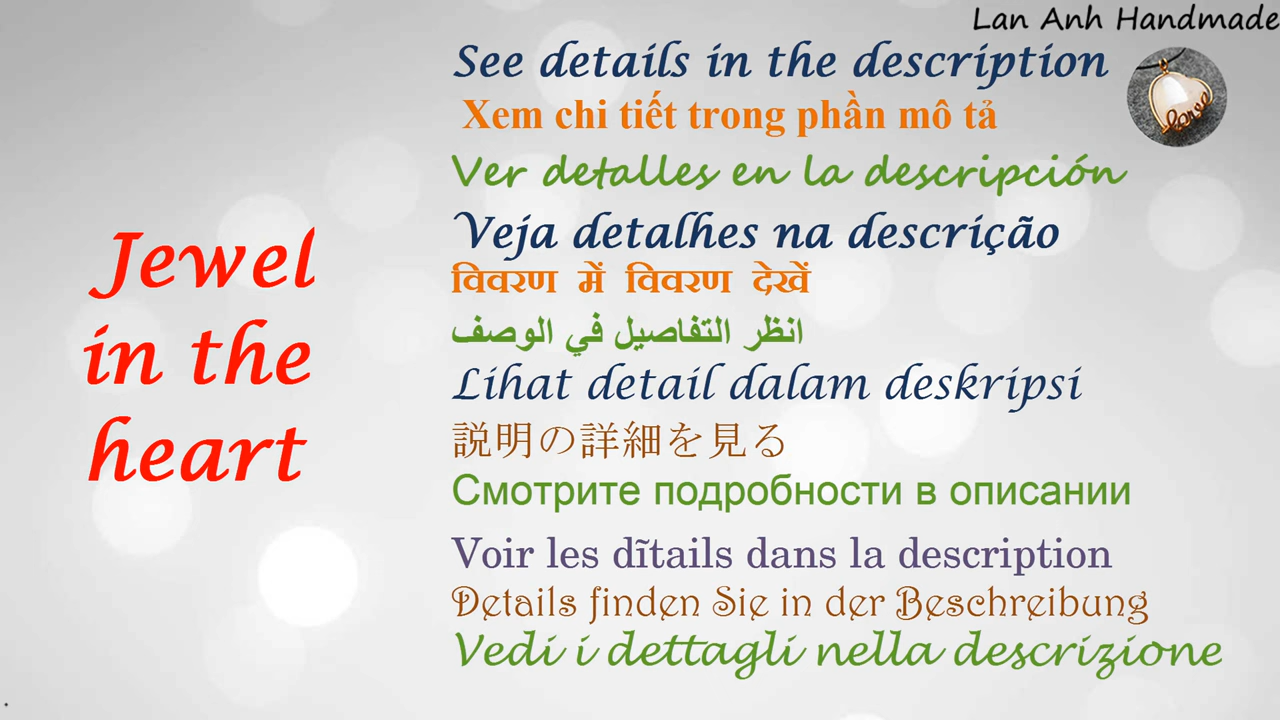 Lan Anh Handmade
See details in the description
Xem chi tiết trong phần mô tả
Ver detalles en la descripción
Veja detalhes na descrição
विवरण में विवरण देखें
انظر التفاصيل في الوصف
Lihat detail dalam deskripsi
説明の詳細を見る
Смотрите подробности в описании
Voir les dĩtails dans la description
Details finden Sie in der Beschreibung
Vedi i dettagli nella descrizione
Jewel
in the
heart
love